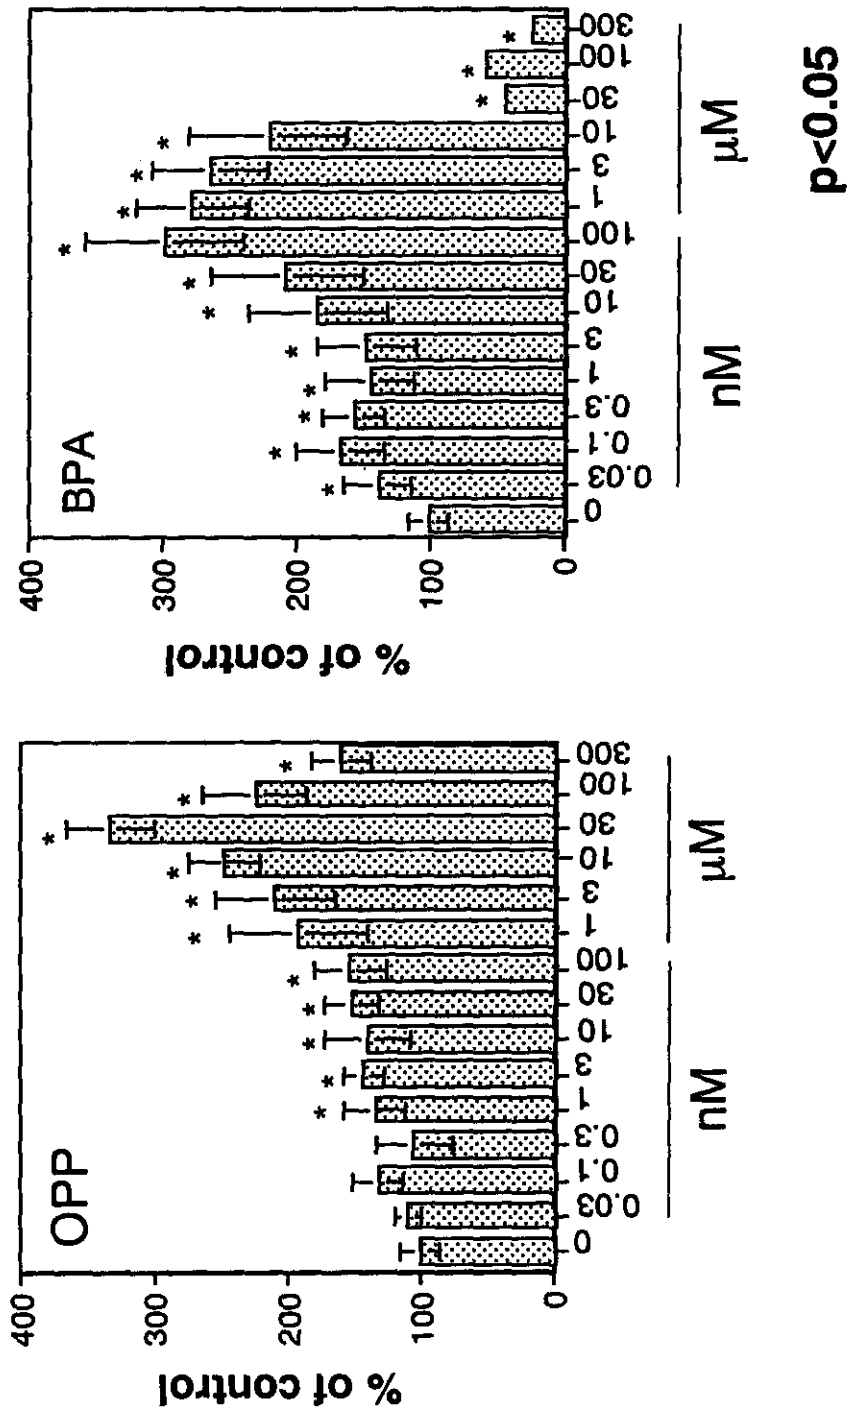 OPP
% of control
400
300
200
100
0
0 0.03 0.1 0.3 1 3 10 30 100 1 3 10 30 100 300
nM μM
* * * * * * * * * * *
BPA
% of control
400
300
200
100
0
0 0.03 0.1 0.3 1 3 10 30 100 1 3 10 30 100 300
nM μM
* * * * * * * * * * * * * *
p<0.05